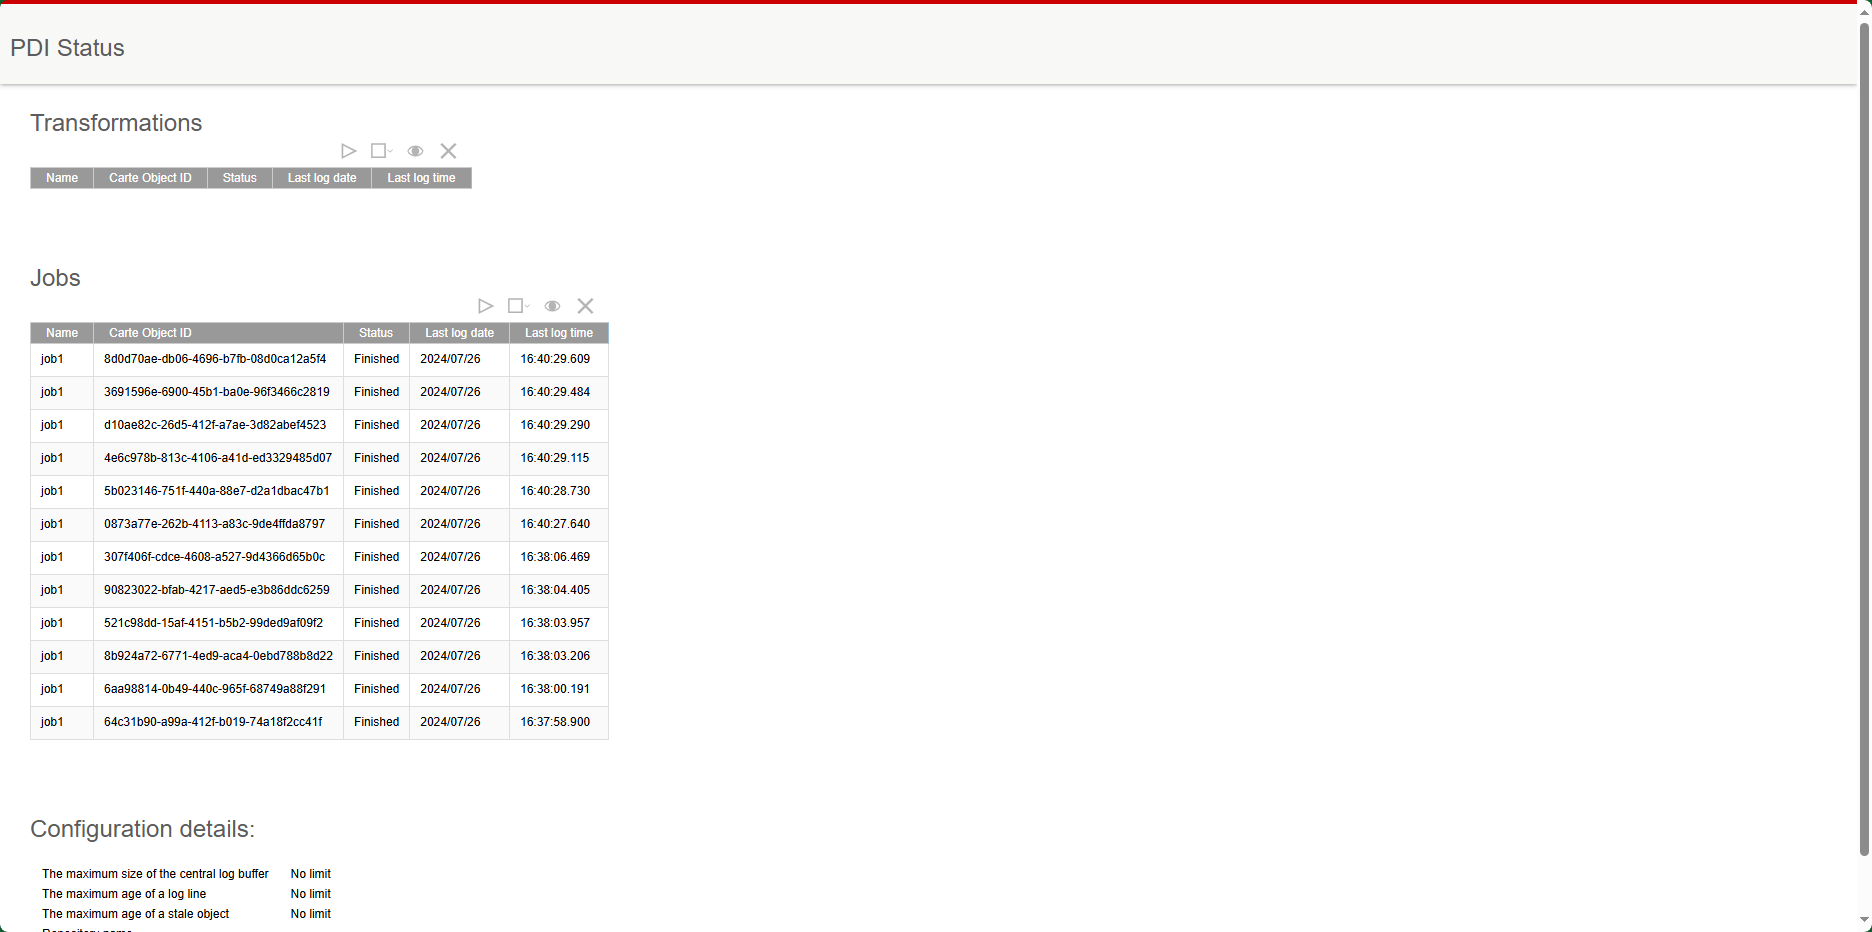 PDI Status
Transformations
Name Carte Object ID Status Last log date Last log time
Jobs
Name Carte Object ID Status Last log date Last log time
job1 8d0d70ae-db06-4696-b7fb-08d0ca12a5f4 Finished 2024/07/26 16:40:29.609
job1 3691596e-6900-45b1-ba0e-96f3466c2819 Finished 2024/07/26 16:40:29.484
job1 d10ae82c-26d5-412f-a7ae-3d82abef4523 Finished 2024/07/26 16:40:29.290
job1 4e6c978b-813c-4106-a41d-ed3329485d07 Finished 2024/07/26 16:40:29.115
job1 5b023146-751f-440a-88e7-d2a1dbac47b1 Finished 2024/07/26 16:40:28.730
job1 0873a77e-262b-4113-a83c-9de4ffda8797 Finished 2024/07/26 16:40:27.640
job1 307f406f-cdce-4608-a527-9d4366d65b0c Finished 2024/07/26 16:38:06.469
job1 90823022-bfab-4217-aed5-e3b86ddc6259 Finished 2024/07/26 16:38:04.405
job1 521c98dd-15af-4151-b5b2-99ded9af09f2 Finished 2024/07/26 16:38:03.957
job1 8b924a72-6771-4ed9-aca4-0ebd788b8d22 Finished 2024/07/26 16:38:03.206
job1 6aa98814-0b49-440c-965f-68749a88f291 Finished 2024/07/26 16:38:00.191
job1 64c31b90-a99a-412f-b019-74a18f2cc41f Finished 2024/07/26 16:37:58.900
Configuration details:
The maximum size of the central log buffer No limit
The maximum age of a log line No limit
The maximum age of a stale object No limit
Repository name